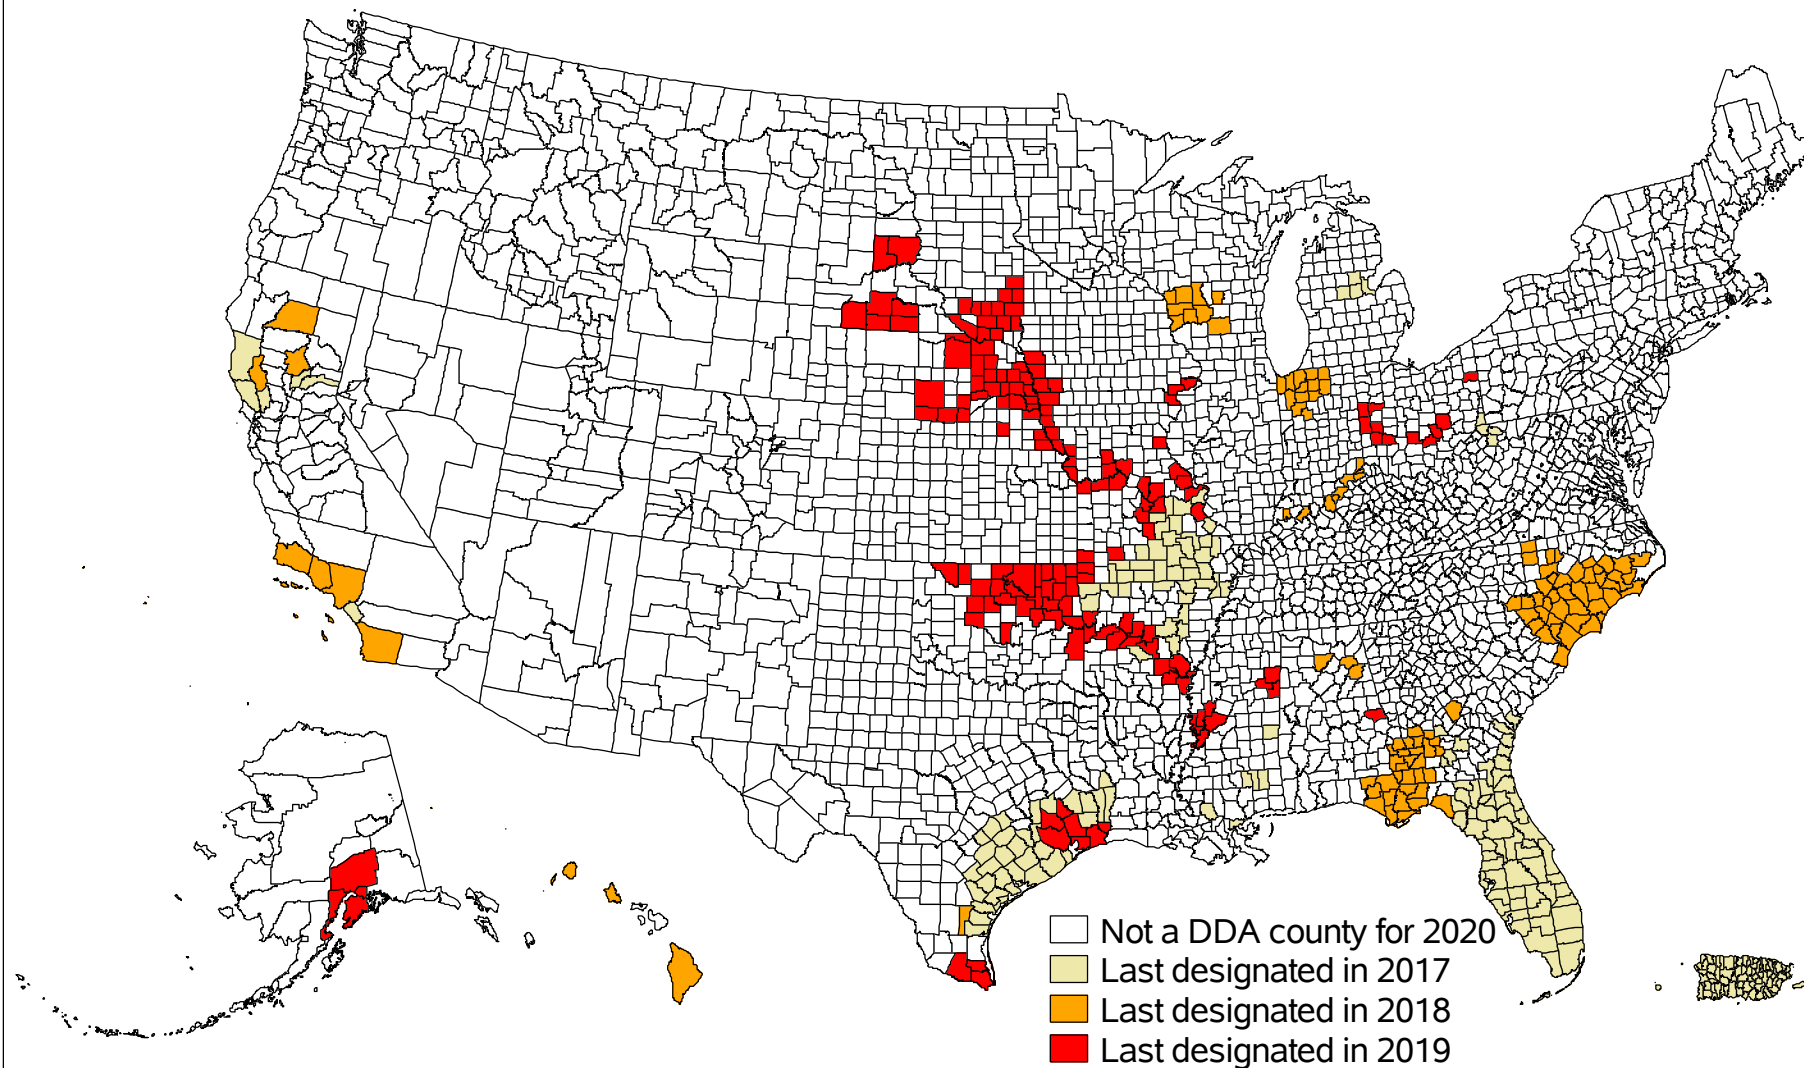 Not a DDA county for 2020
Last designated in 2017
Last designated in 2018
Last designated in 2019